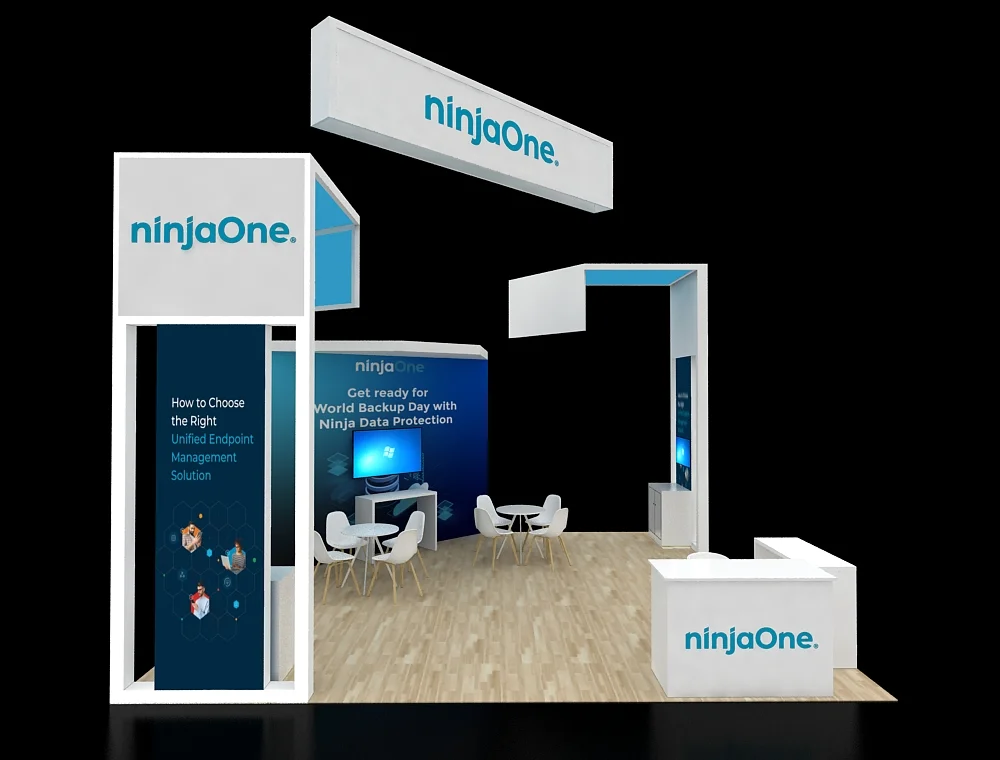 ninjaOne®
ninjaOne®
ninjaOne
Get ready for
World Backup Day with
Ninja Data Protection
How to Choose
the Right
Unified Endpoint
Management
Solution
ninjaOne®